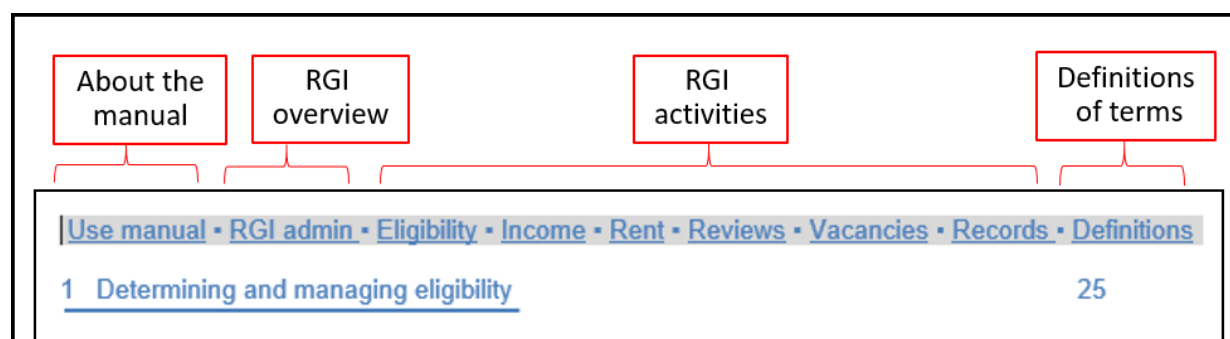 About the
manual
RGI
overview
RGI
activities
Definitions
of terms
Use manual ▪ RGI admin ▪ Eligibility ▪ Income ▪ Rent ▪ Reviews ▪ Vacancies ▪ Records ▪ Definitions
1 Determining and managing eligibility 25